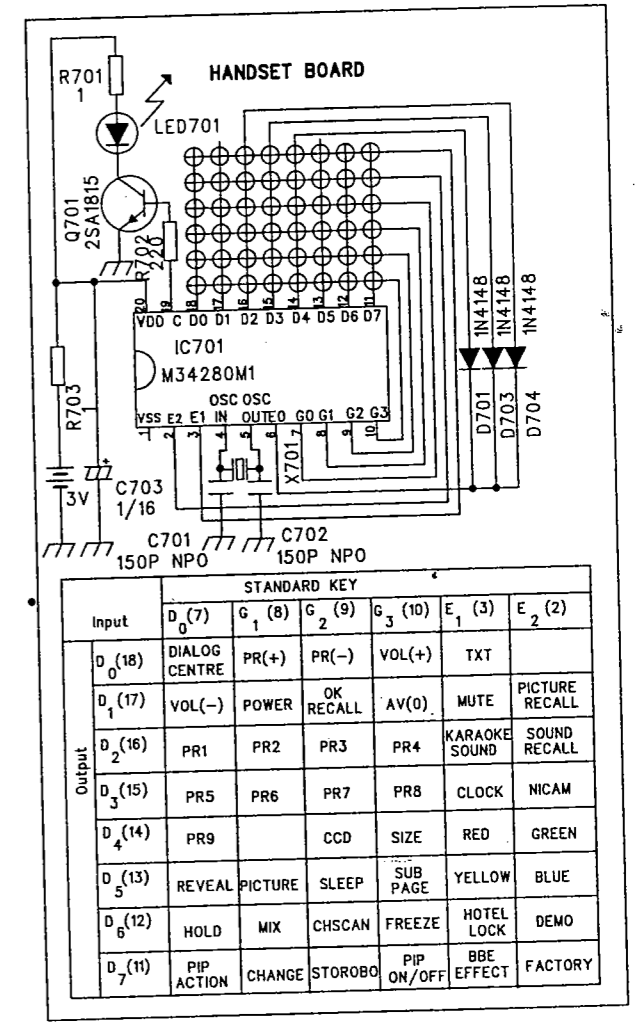 HANDSET BOARD
R701
1
LED701
Q701
2SA1815
R702
220
20 19 18 17 16 15 14 13 12 11
VDD C D0 D1 D2 D3 D4 D5 D6 D7
IC701
M34280M1
OSC OSC
VSS E2 E1 IN OUT E0 G0 G1 G2 G3
1 2 3 4 5 6 7 8 9 10
R703
1
X701
1N4148
1N4148
1N4148
D701
D703
D704
3V
+
C703
1/16
C701
150P NPO
C702
150P NPO
STANDARD KEY
Input D0(7) G1(8) G2(9) G3(10) E1(3) E2(2)
Output
D0(18) DIALOG CENTRE PR(+) PR(−) VOL(+) TXT
D1(17) VOL(−) POWER OK RECALL AV(0) MUTE PICTURE RECALL
D2(16) PR1 PR2 PR3 PR4 KARAOKE SOUND SOUND RECALL
D3(15) PR5 PR6 PR7 PR8 CLOCK NICAM
D4(14) PR9 CCD SIZE RED GREEN
D5(13) REVEAL PICTURE SLEEP SUB PAGE YELLOW BLUE
D6(12) HOLD MIX CHSCAN FREEZE HOTEL LOCK DEMO
D7(11) PIP ACTION CHANGE STOROBO PIP ON/OFF BBE EFFECT FACTORY